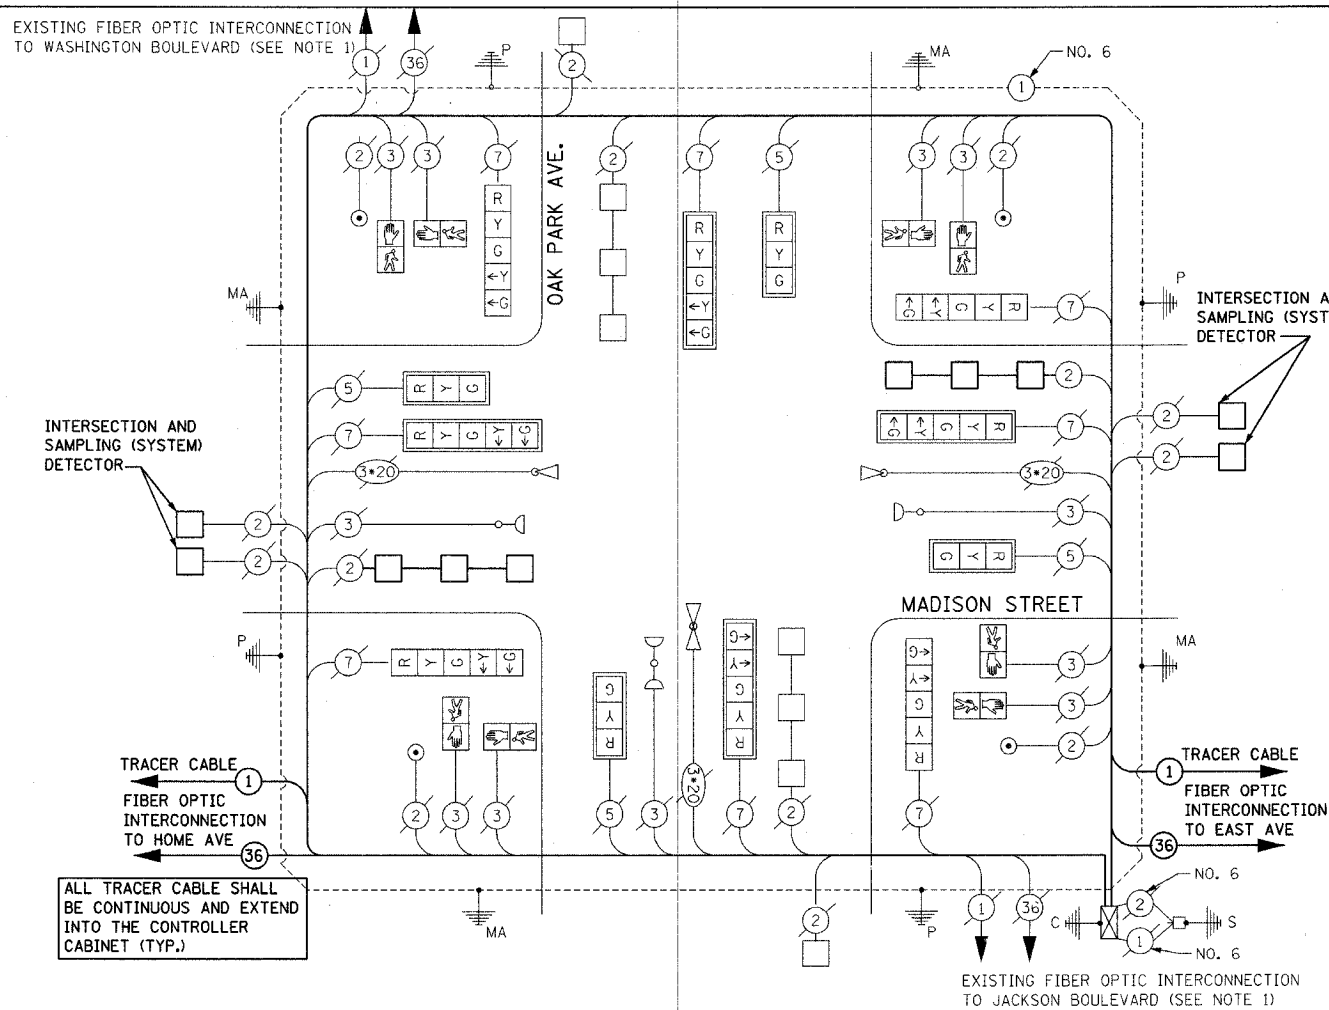 EXISTING FIBER OPTIC INTERCONNECTION
TO WASHINGTON BOULEVARD (SEE NOTE 1)
1
36
P
2
MA
1
NO. 6
2
3
3
7
2
7
5
3
3
2
OAK PARK AVE.
R
Y
G
←Y
←G
R
Y
G
←Y
←G
R
Y
G
MA
P
←G ←Y G Y R
7
INTERSECTION A
SAMPLING (SYST
DETECTOR
5
R Y G
2
INTERSECTION AND
SAMPLING (SYSTEM)
DETECTOR
7
R Y G ←Y ←G
←G ←Y G Y R
7
2
2
3*20
3*20
2
3
3
2
2
G Y R
5
MADISON STREET
P
7
R Y G ←Y ←G
MA
3
3
2
←G
←Y
G
Y
R
←G
←Y
G
Y
R
G
Y
R
TRACER CABLE
1
FIBER OPTIC
INTERCONNECTION
TO HOME AVE
36
2
3
3
5
3
3*20
7
2
7
1
TRACER CABLE
FIBER OPTIC
INTERCONNECTION
TO EAST AVE
36
ALL TRACER CABLE SHALL
BE CONTINUOUS AND EXTEND
INTO THE CONTROLLER
CABINET (TYP.)
MA
2
P
1
36
C
2
1
S
NO. 6
NO. 6
EXISTING FIBER OPTIC INTERCONNECTION
TO JACKSON BOULEVARD (SEE NOTE 1)